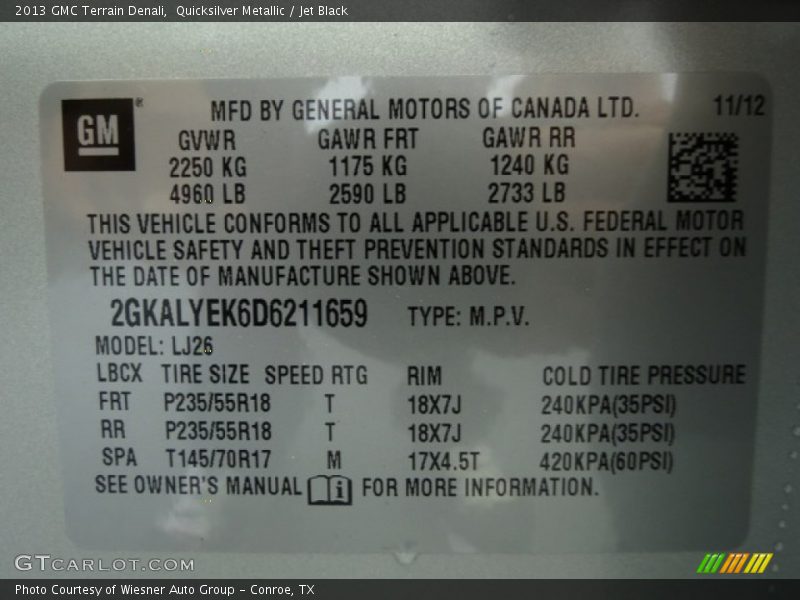 2013 GMC Terrain Denali,  Quicksilver Metallic / Jet Black
GM ®
MFD BY GENERAL MOTORS OF CANADA LTD. 11/12
GVWR GAWR FRT GAWR RR
2250 KG 1175 KG 1240 KG
4960 LB 2590 LB 2733 LB
THIS VEHICLE CONFORMS TO ALL APPLICABLE U.S. FEDERAL MOTOR
VEHICLE SAFETY AND THEFT PREVENTION STANDARDS IN EFFECT ON
THE DATE OF MANUFACTURE SHOWN ABOVE.
2GKALYEK6D6211659 TYPE: M.P.V.
MODEL: LJ26
LBCX TIRE SIZE SPEED RTG RIM COLD TIRE PRESSURE
FRT P235/55R18 T 18X7J 240KPA(35PSI)
RR P235/55R18 T 18X7J 240KPA(35PSI)
SPA T145/70R17 M 17X4.5T 420KPA(60PSI)
SEE OWNER'S MANUAL i FOR MORE INFORMATION.
GTCARLOT.COM
Photo Courtesy of Wiesner Auto Group - Conroe, TX